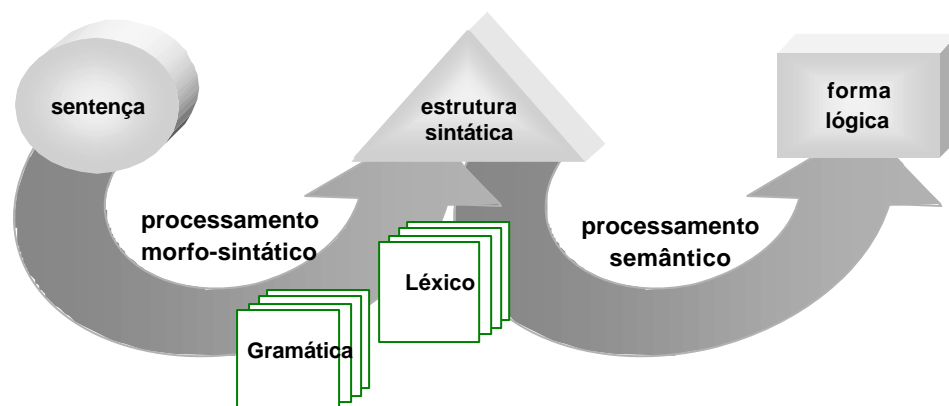 sentença
estrutura
sintática
forma
lógica
processamento
morfo-sintático
processamento
semântico
Léxico
Gramática